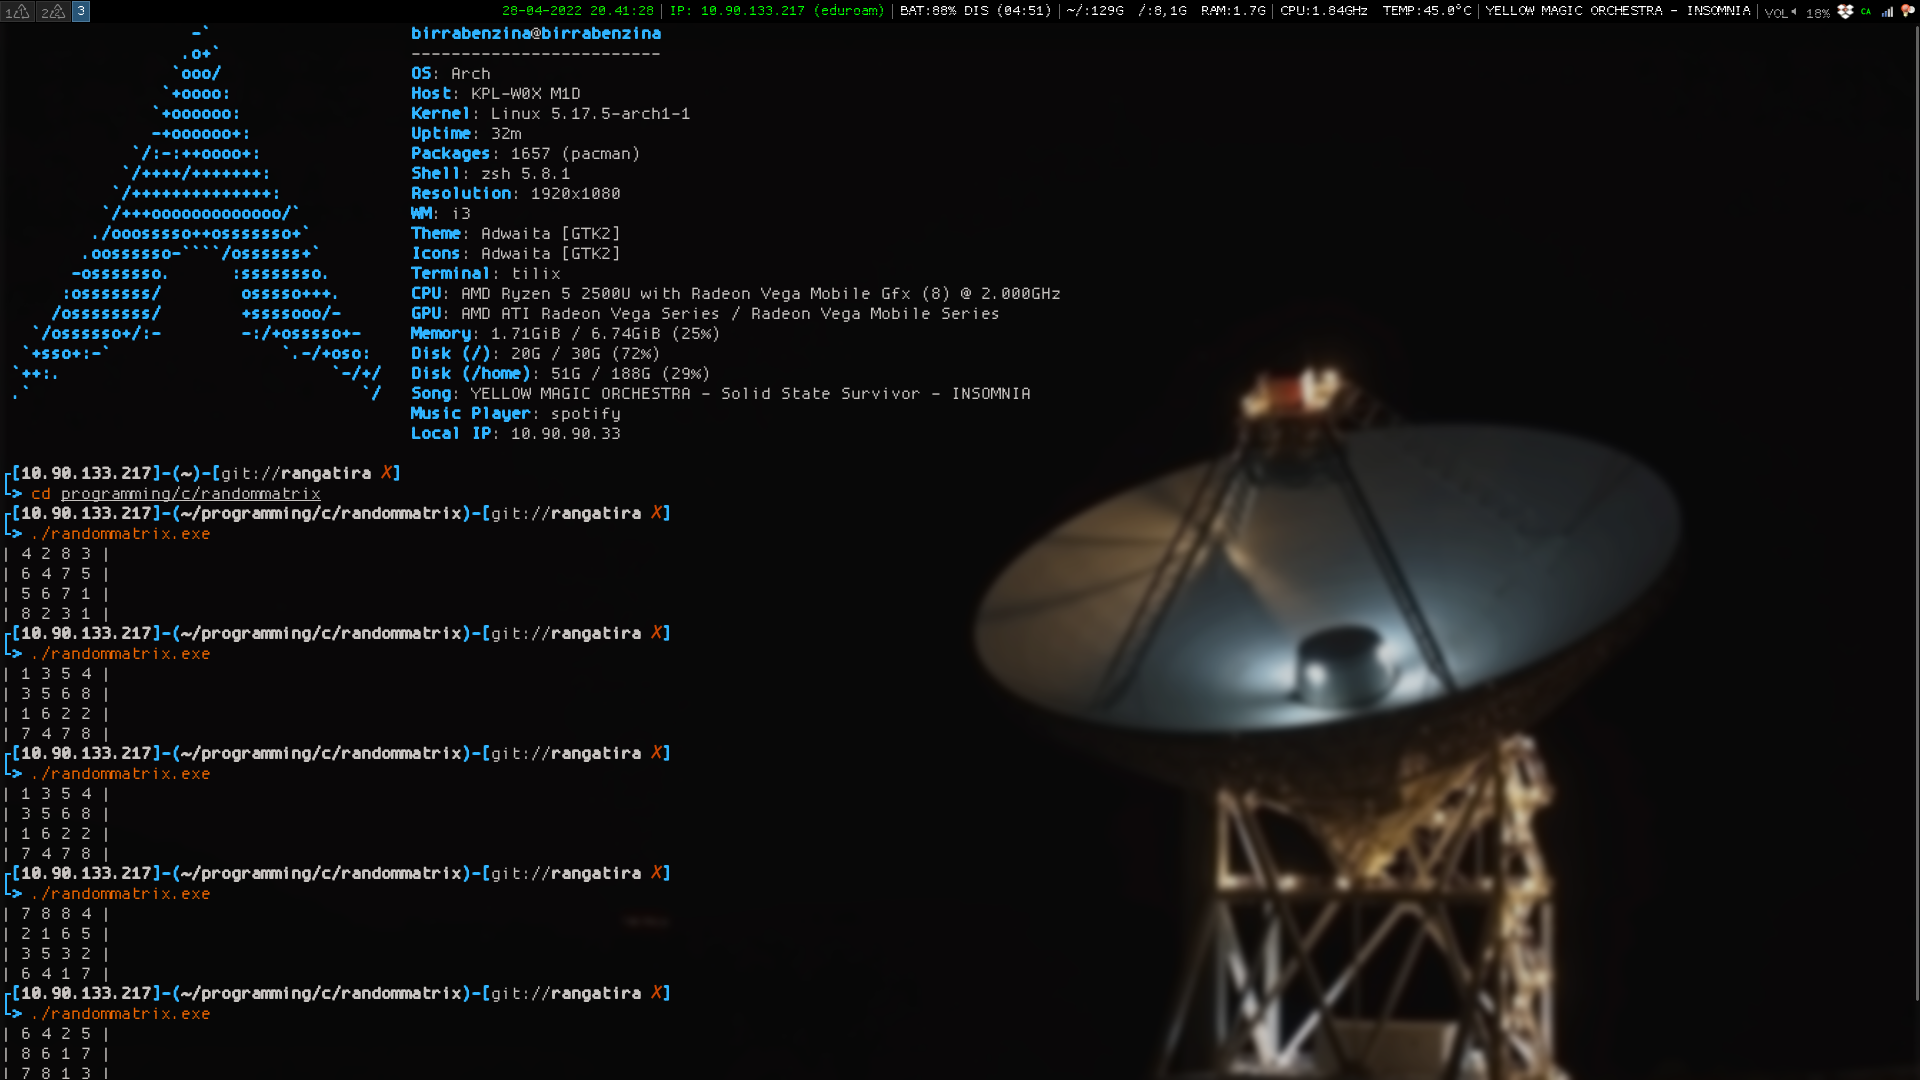 1 2 3 28-04-2022 20.41:28 | IP: 10.90.133.217 (eduroam) | BAT:88% DIS (04:51) | ~/:129G /:8,1G RAM:1.7G | CPU:1.84GHz TEMP:45.0°C | YELLOW MAGIC ORCHESTRA - INSOMNIA | VOL 18% CA
-`
.o+`
`ooo/
`+oooo:
`+oooooo:
-+oooooo+:
`/:-:++oooo+:
`/++++/+++++++:
`/++++++++++++++:
`/+++ooooooooooooo/`
./ooosssso++osssssso+`
.oossssso-````/ossssss+`
-osssssso. :ssssssso.
:osssssss/ osssso+++.
/ossssssss/ +ssssooo/-
`/ossssso+/:- -:/+osssso+-
`+sso+:-` `.-/+oso:
`++:. `-/+/
.` `/
birrabenzina@birrabenzina
-------------------------
OS: Arch
Host: KPL-W0X M1D
Kernel: Linux 5.17.5-arch1-1
Uptime: 32m
Packages: 1657 (pacman)
Shell: zsh 5.8.1
Resolution: 1920x1080
WM: i3
Theme: Adwaita [GTK2]
Icons: Adwaita [GTK2]
Terminal: tilix
CPU: AMD Ryzen 5 2500U with Radeon Vega Mobile Gfx (8) @ 2.000GHz
GPU: AMD ATI Radeon Vega Series / Radeon Vega Mobile Series
Memory: 1.71GiB / 6.74GiB (25%)
Disk (/): 20G / 30G (72%)
Disk (/home): 51G / 188G (29%)
Song: YELLOW MAGIC ORCHESTRA - Solid State Survivor - INSOMNIA
Music Player: spotify
Local IP: 10.90.90.33
┌[10.90.133.217]-(~)-[git://rangatira ✗]
└> cd programming/c/randommatrix
┌[10.90.133.217]-(~/programming/c/randommatrix)-[git://rangatira ✗]
└> ./randommatrix.exe
| 4 2 8 3 |
| 6 4 7 5 |
| 5 6 7 1 |
| 8 2 3 1 |
┌[10.90.133.217]-(~/programming/c/randommatrix)-[git://rangatira ✗]
└> ./randommatrix.exe
| 1 3 5 4 |
| 3 5 6 8 |
| 1 6 2 2 |
| 7 4 7 8 |
┌[10.90.133.217]-(~/programming/c/randommatrix)-[git://rangatira ✗]
└> ./randommatrix.exe
| 1 3 5 4 |
| 3 5 6 8 |
| 1 6 2 2 |
| 7 4 7 8 |
┌[10.90.133.217]-(~/programming/c/randommatrix)-[git://rangatira ✗]
└> ./randommatrix.exe
| 7 8 8 4 |
| 2 1 6 5 |
| 3 5 3 2 |
| 6 4 1 7 |
┌[10.90.133.217]-(~/programming/c/randommatrix)-[git://rangatira ✗]
└> ./randommatrix.exe
| 6 4 2 5 |
| 8 6 1 7 |
| 7 8 1 3 |